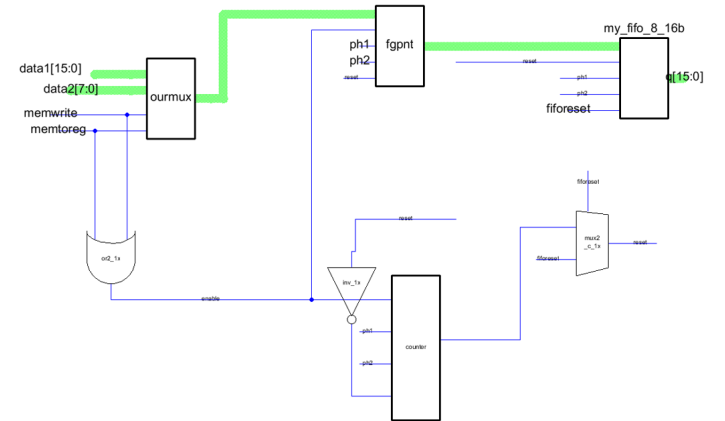 my_fifo_8_16b
fgpnt
ph1
ph2
reset
reset
ph1
ph2
fiforeset
q[15:0]
data1[15:0]
data2[7:0]
ourmux
memwrite
memtoreg
fiforeset
mux2
_c_1x
reset
fiforeset
reset
or2_1x
inv_1x
enable
ph1
counter
ph2